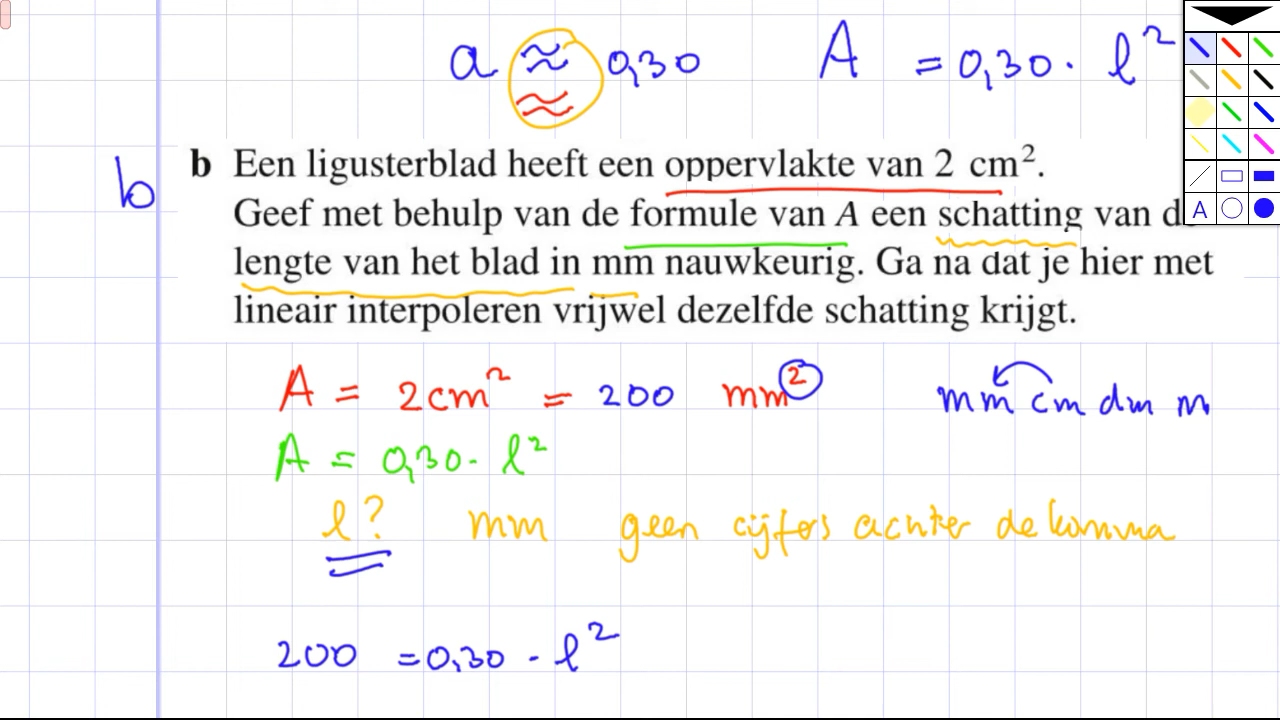 a ≈ 0,30 A = 0,30 · l²
≈
b
b Een ligusterblad heeft een oppervlakte van 2 cm².
Geef met behulp van de formule van A een schatting van d
lengte van het blad in mm nauwkeurig. Ga na dat je hier met
lineair interpoleren vrijwel dezelfde schatting krijgt.
A = 2cm² = 200 mm² mm cm dm m
A = 0,30 · l²
l? mm geen cijfers achter de komma
200 = 0,30 · l²
A